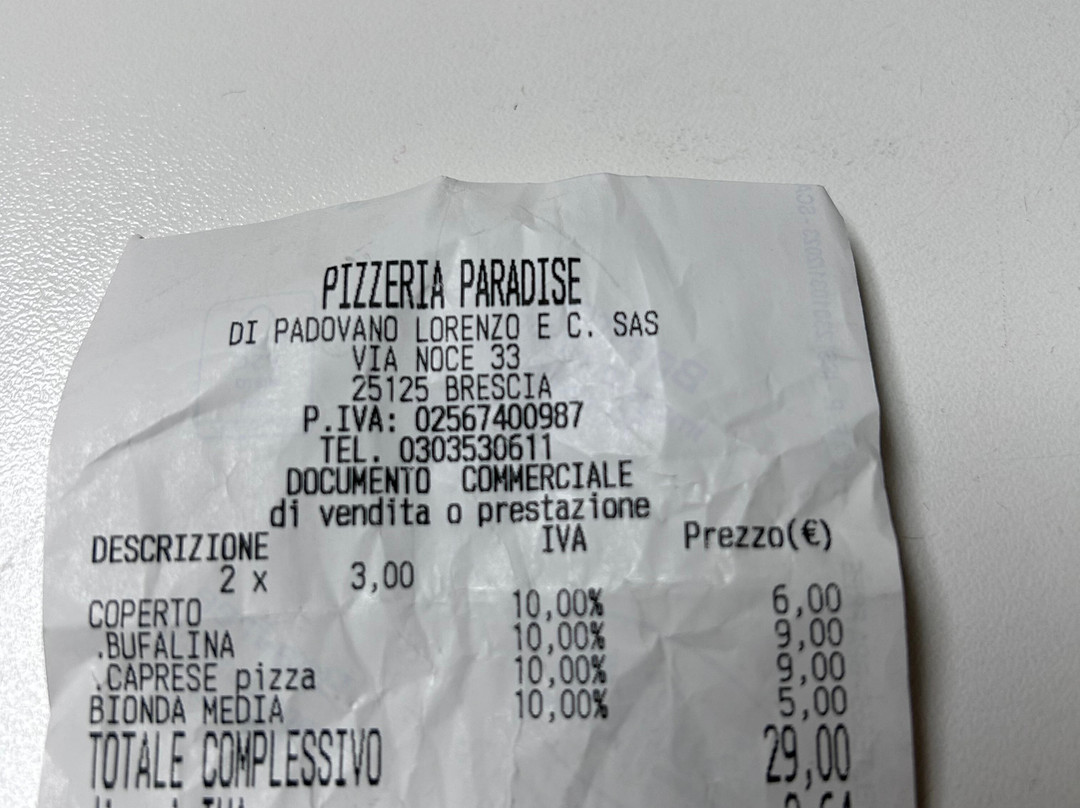 PIZZERIA PARADISE
DI PADOVANO LORENZO E C. SAS
VIA NOCE 33
25125 BRESCIA
P.IVA: 02567400987
TEL. 0303530611
DOCUMENTO COMMERCIALE
di vendita o prestazione
DESCRIZIONE IVA Prezzo(€)
2 x 3,00
COPERTO 10,00% 6,00
.BUFALINA 10,00% 9,00
.CAPRESE pizza 10,00% 9,00
BIONDA MEDIA 10,00% 5,00
TOTALE COMPLESSIVO 29,00